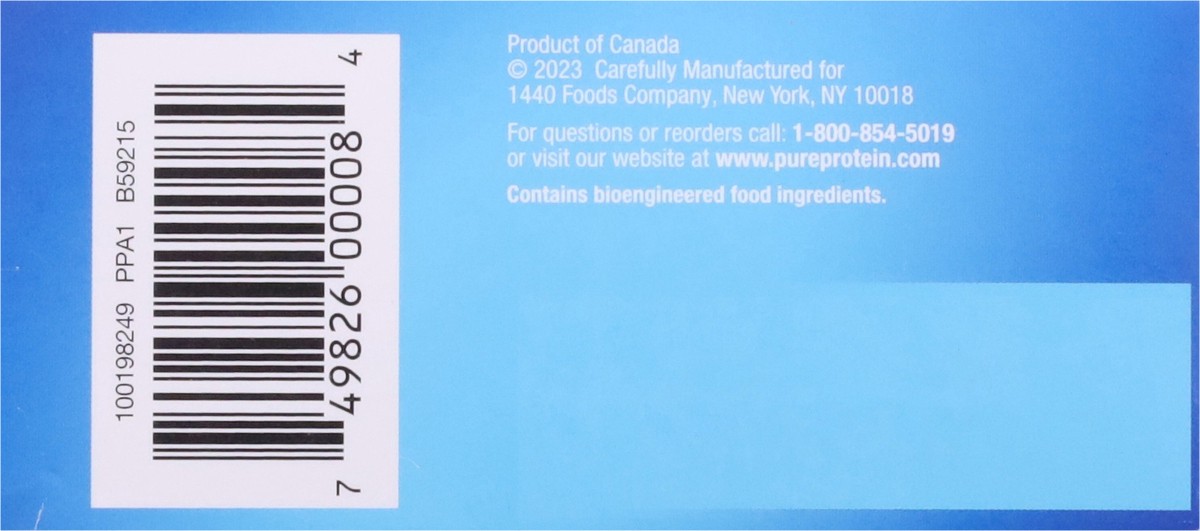 100198249 PPA1 B59215
7 49826 00008 4
Product of Canada
© 2023 Carefully Manufactured for
1440 Foods Company, New York, NY 10018
For questions or reorders call: 1-800-854-5019
or visit our website at www.pureprotein.com
Contains bioengineered food ingredients.